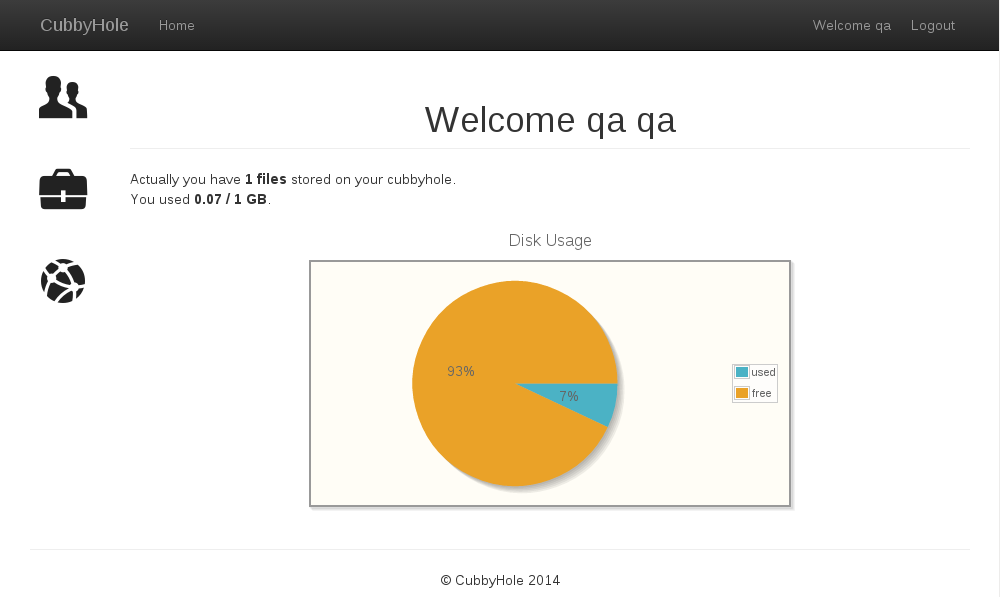 CubbyHole Home Welcome qa Logout
Welcome qa qa
Actually you have 1 files stored on your cubbyhole.
You used 0.07 / 1 GB.
Disk Usage
93%
7%
used
free
© CubbyHole 2014